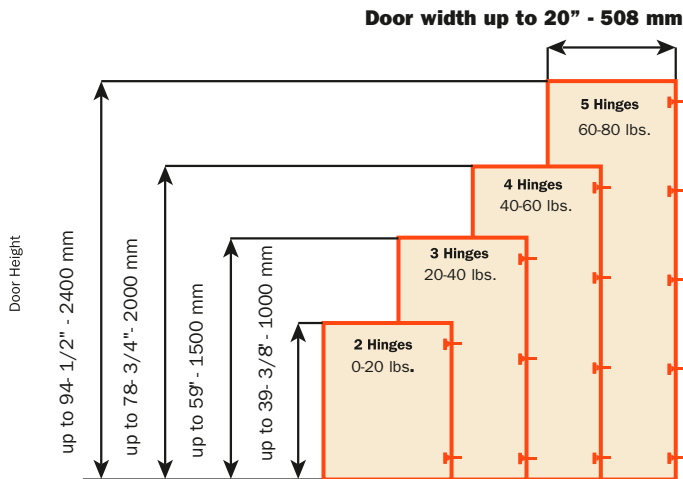 Door width up to 20” - 508 mm
5 Hinges
60-80 lbs.
4 Hinges
40-60 lbs.
3 Hinges
20-40 lbs.
2 Hinges
0-20 lbs.
Door Height
up to 94- 1/2" - 2400 mm
up to 78- 3/4"- 2000 mm
up to 59" - 1500 mm
up to 39- 3/8" - 1000 mm